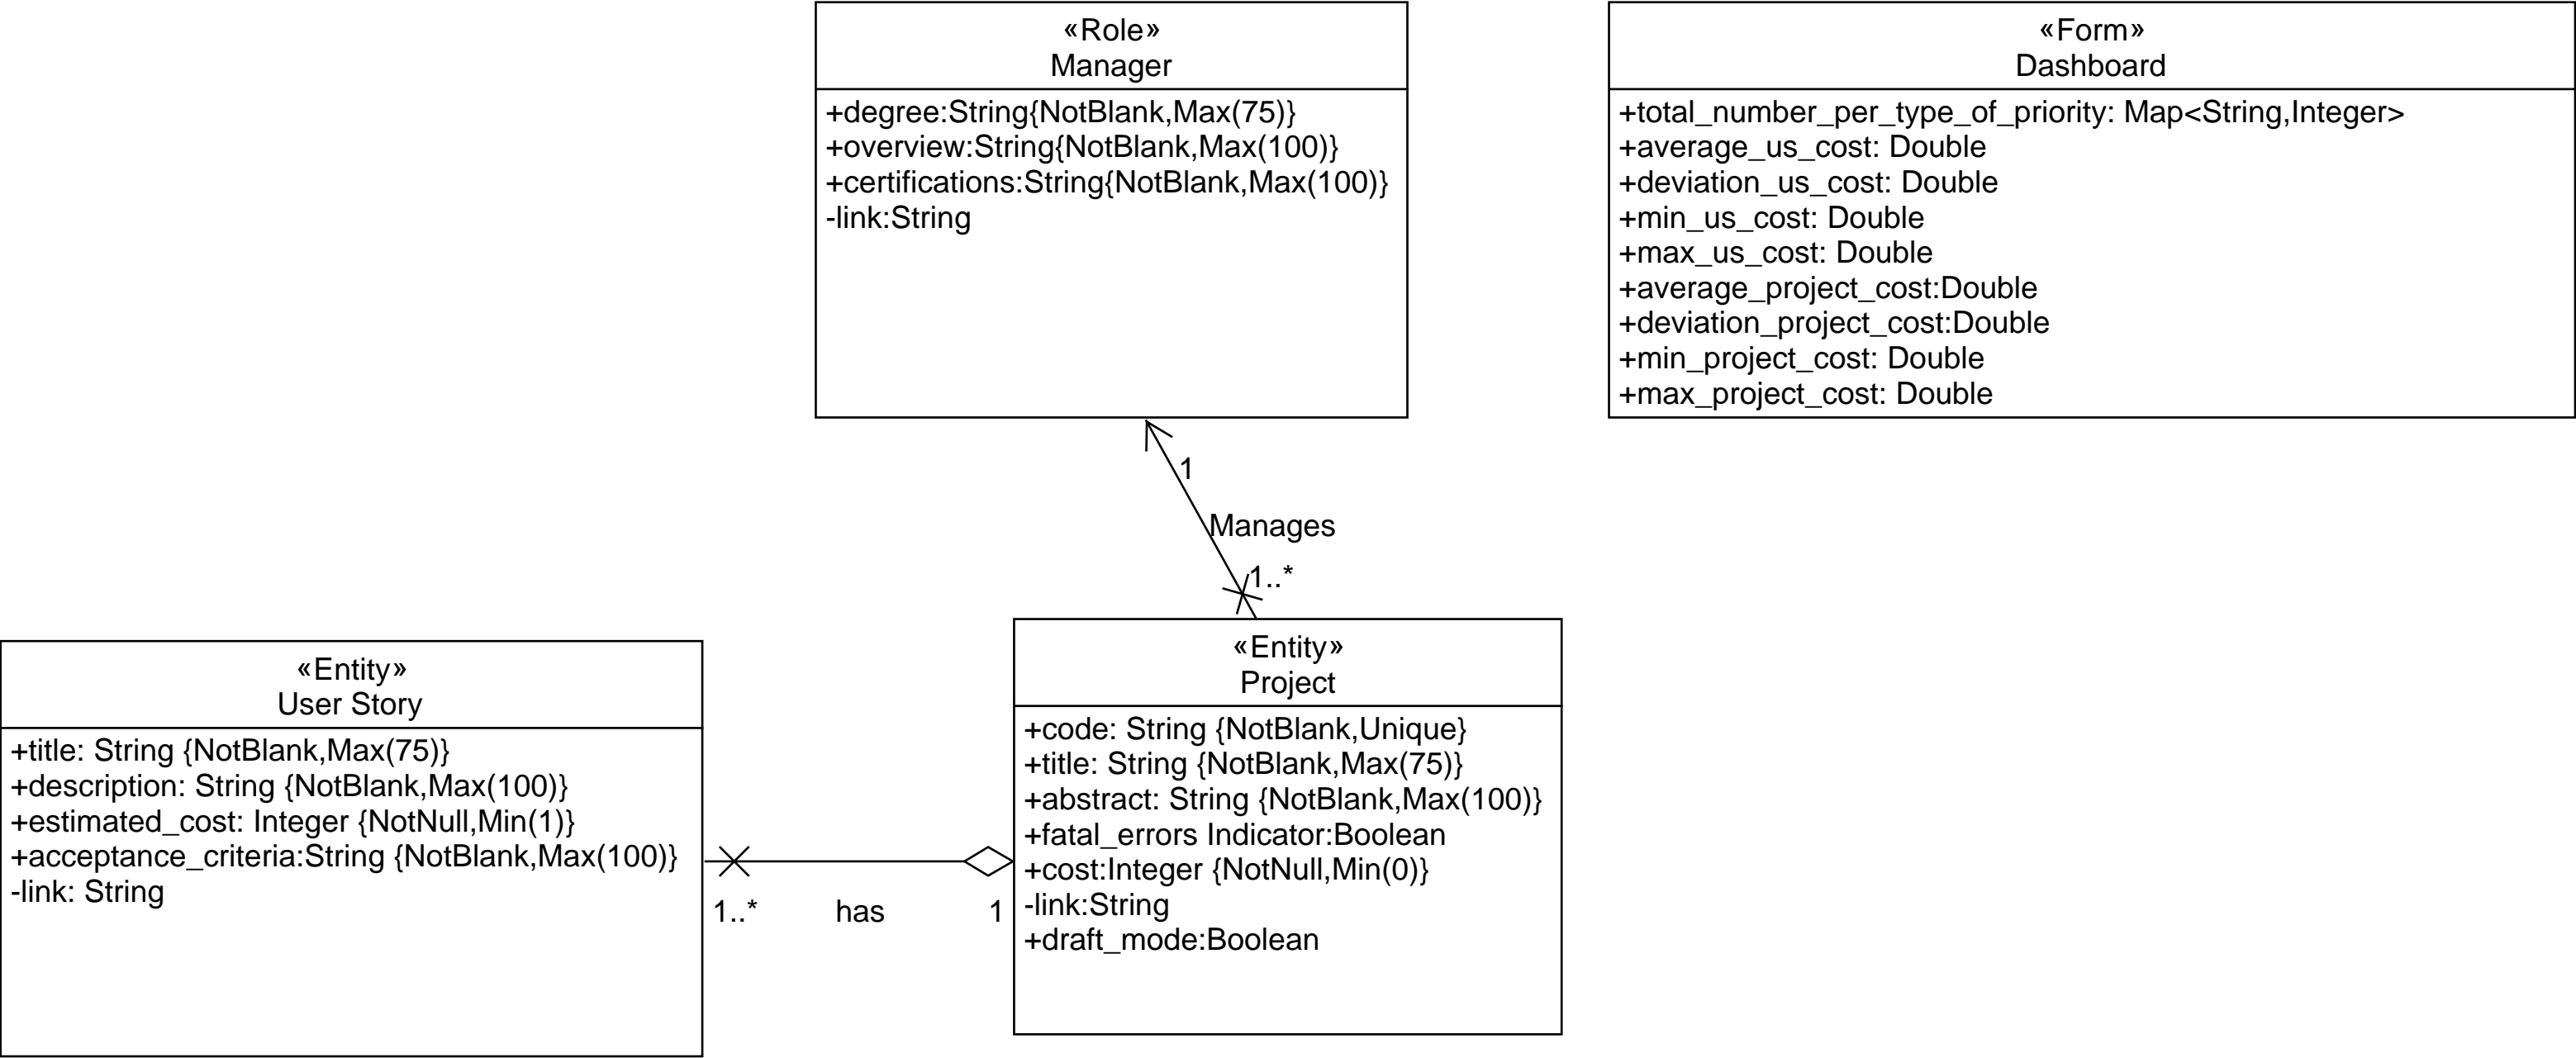 «Role»
Manager
+degree:String{NotBlank,Max(75)}
+overview:String{NotBlank,Max(100)}
+certifications:String{NotBlank,Max(100)}
-link:String
«Form»
Dashboard
+total_number_per_type_of_priority: Map<String,Integer>
+average_us_cost: Double
+deviation_us_cost: Double
+min_us_cost: Double
+max_us_cost: Double
+average_project_cost:Double
+deviation_project_cost:Double
+min_project_cost: Double
+max_project_cost: Double
1
Manages
1..*
«Entity»
User Story
+title: String {NotBlank,Max(75)}
+description: String {NotBlank,Max(100)}
+estimated_cost: Integer {NotNull,Min(1)}
+acceptance_criteria:String {NotBlank,Max(100)}
-link: String
1..*
has
1
«Entity»
Project
+code: String {NotBlank,Unique}
+title: String {NotBlank,Max(75)}
+abstract: String {NotBlank,Max(100)}
+fatal_errors Indicator:Boolean
+cost:Integer {NotNull,Min(0)}
-link:String
+draft_mode:Boolean